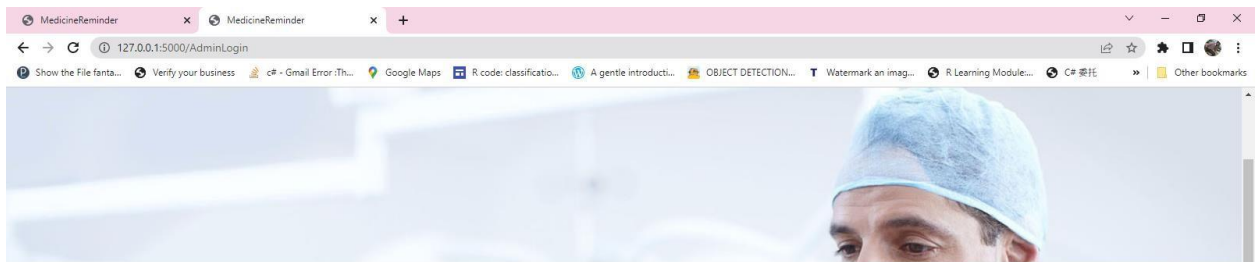 MedicineReminder MedicineReminder
127.0.0.1:5000/AdminLogin
Show the File fanta... Verify your business c# - Gmail Error :Th... Google Maps R code: classificatio... A gentle introducti... OBJECT DETECTION... T Watermark an imag... R Learning Module:... C# 委托 » Other bookmarks